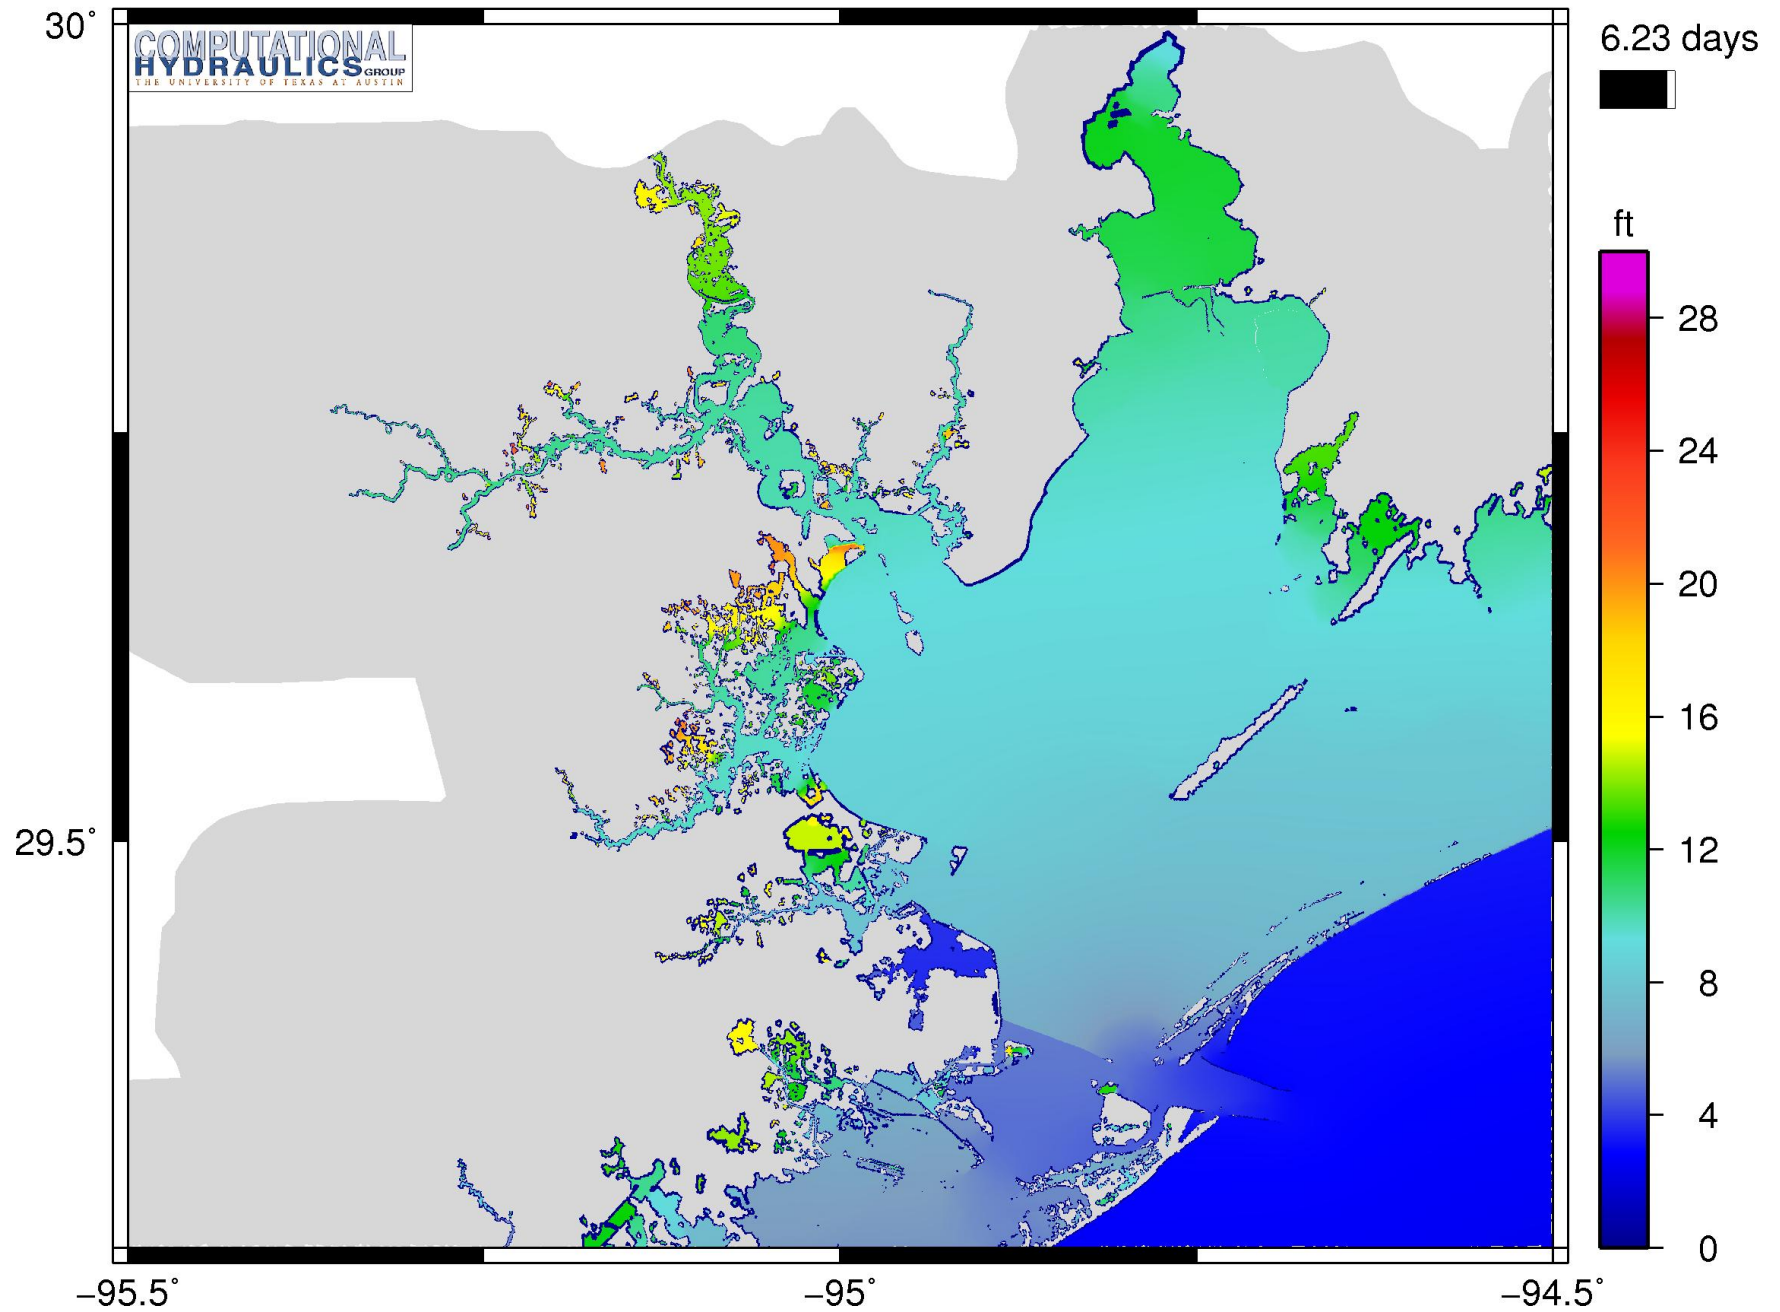 30°
COMPUTATIONAL
HYDRAULICS GROUP
THE UNIVERSITY OF TEXAS AT AUSTIN
6.23 days
ft
28
24
20
16
12
8
4
0
29.5°
−95.5°
−95°
−94.5°